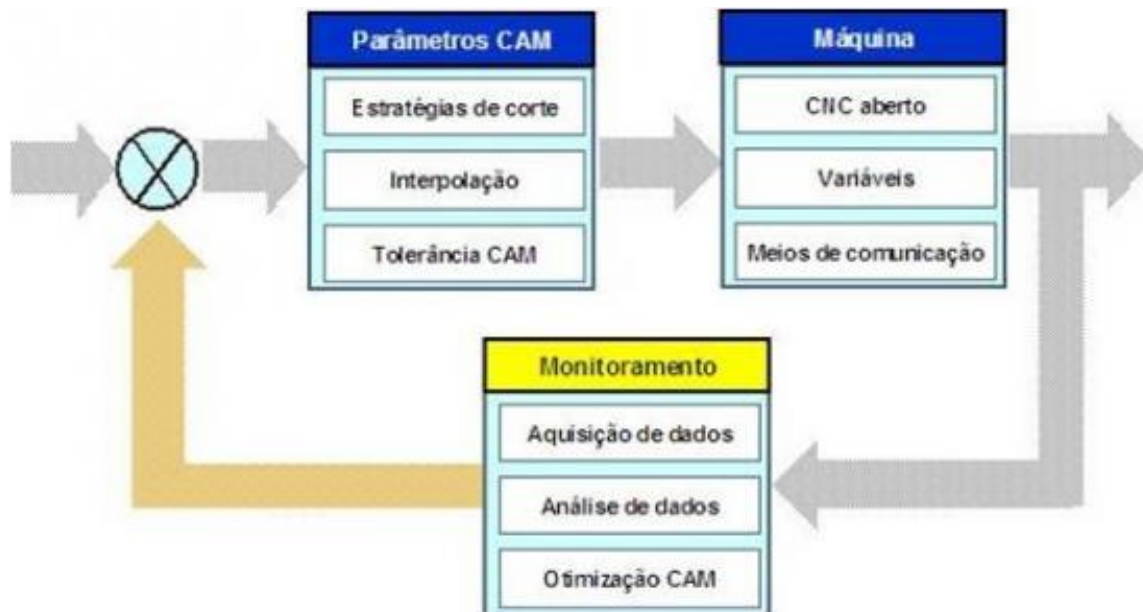 Parâmetros CAM
Estratégias de corte
Interpolação
Tolerância CAM
Máquina
CNC aberto
Variáveis
Meios de comunicação
Monitoramento
Aquisição de dados
Análise de dados
Otimização CAM